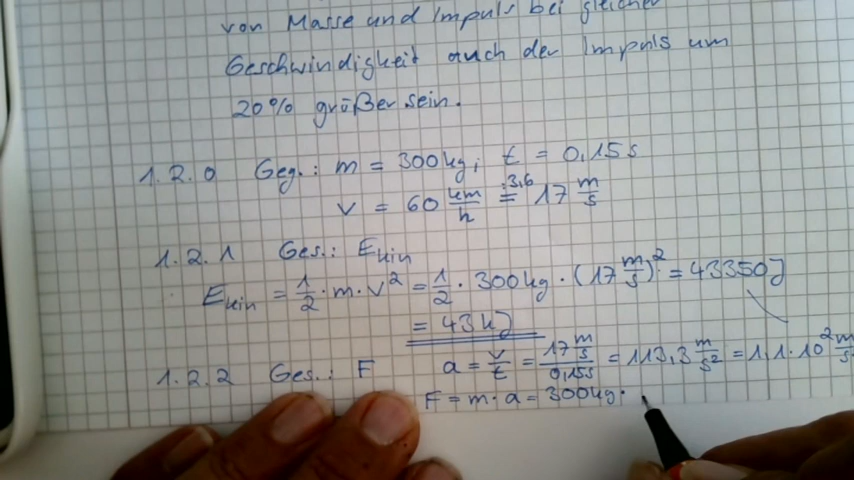 von Masse und Impuls bei gleicher
Geschwindigkeit auch der Impuls um
20% größer sein.
1.2.0 Geg.: m = 300kg; t = 0,15s
v = 60 km/h =:3,6 17 m/s
1.2.1 Ges.: Ekin
Ekin = 1/2 · m · v² = 1/2 · 300kg · (17 m/s)² = 43350J
= 43kJ
1.2.2 Ges.: F a = v/t = 17 m/s / 0,15s = 113,3 m/s² = 1,1 · 10² m/s
F = m · a = 300kg ·